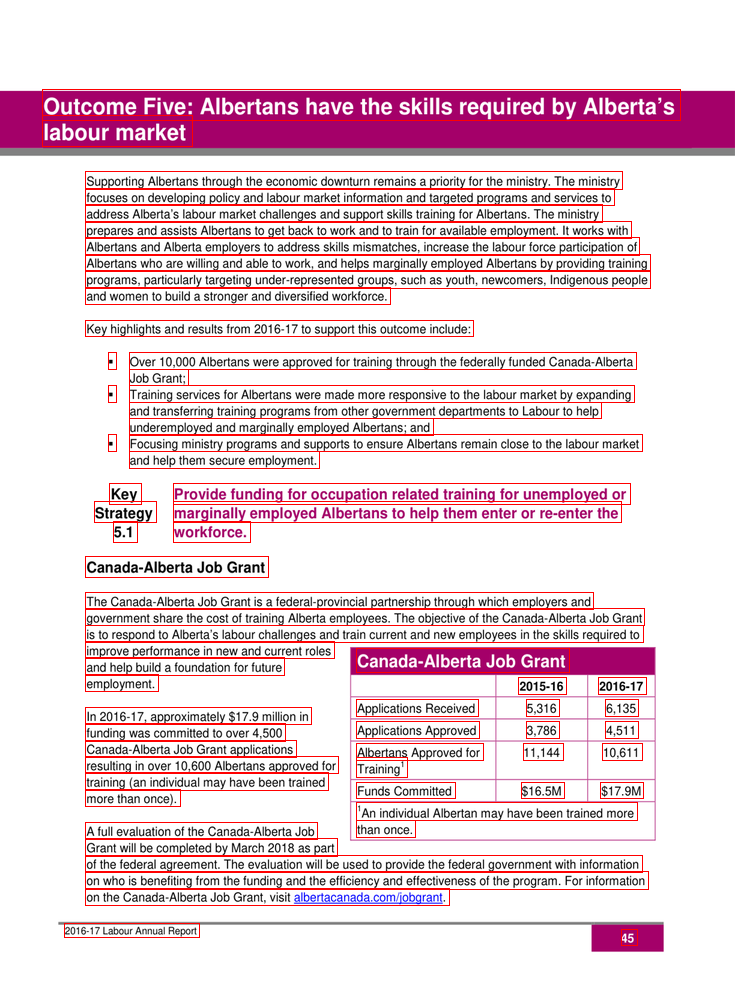 Outcome Five: Albertans have the skills required by Alberta's
labour market
Supporting Albertans through the economic downturn remains a priority for the ministry. The ministry
focuses on developing policy and labour market information and targeted programs and services to
address Alberta's labour market challenges and support skills training for Albertans. The ministry
prepares and assists Albertans to get back to work and to train for available employment. It works with
Albertans and Alberta employers to address skills mismatches, increase the labour force participation of
Albertans who are willing and able to work, and helps marginally employed Albertans by providing training
programs, particularly targeting under-represented groups, such as youth, newcomers, Indigenous people
and women to build a stronger and diversified workforce.
Key highlights and results from 2016-17 to support this outcome include:
▪ Over 10,000 Albertans were approved for training through the federally funded Canada-Alberta
Job Grant;
▪ Training services for Albertans were made more responsive to the labour market by expanding
and transferring training programs from other government departments to Labour to help
underemployed and marginally employed Albertans; and
▪ Focusing ministry programs and supports to ensure Albertans remain close to the labour market
and help them secure employment.
Key
Strategy
5.1
Provide funding for occupation related training for unemployed or
marginally employed Albertans to help them enter or re-enter the
workforce.
Canada-Alberta Job Grant
The Canada-Alberta Job Grant is a federal-provincial partnership through which employers and
government share the cost of training Alberta employees. The objective of the Canada-Alberta Job Grant
is to respond to Alberta's labour challenges and train current and new employees in the skills required to
improve performance in new and current roles
and help build a foundation for future
employment.
In 2016-17, approximately $17.9 million in
funding was committed to over 4,500
Canada-Alberta Job Grant applications
resulting in over 10,600 Albertans approved for
training (an individual may have been trained
more than once).
Canada-Alberta Job Grant
2015-16 2016-17
Applications Received 5,316 6,135
Applications Approved 3,786 4,511
Albertans Approved for 11,144 10,611
Training¹
Funds Committed $16.5M $17.9M
¹An individual Albertan may have been trained more
than once.
A full evaluation of the Canada-Alberta Job
Grant will be completed by March 2018 as part
of the federal agreement. The evaluation will be used to provide the federal government with information
on who is benefiting from the funding and the efficiency and effectiveness of the program. For information
on the Canada-Alberta Job Grant, visit albertacanada.com/jobgrant.
2016-17 Labour Annual Report
45